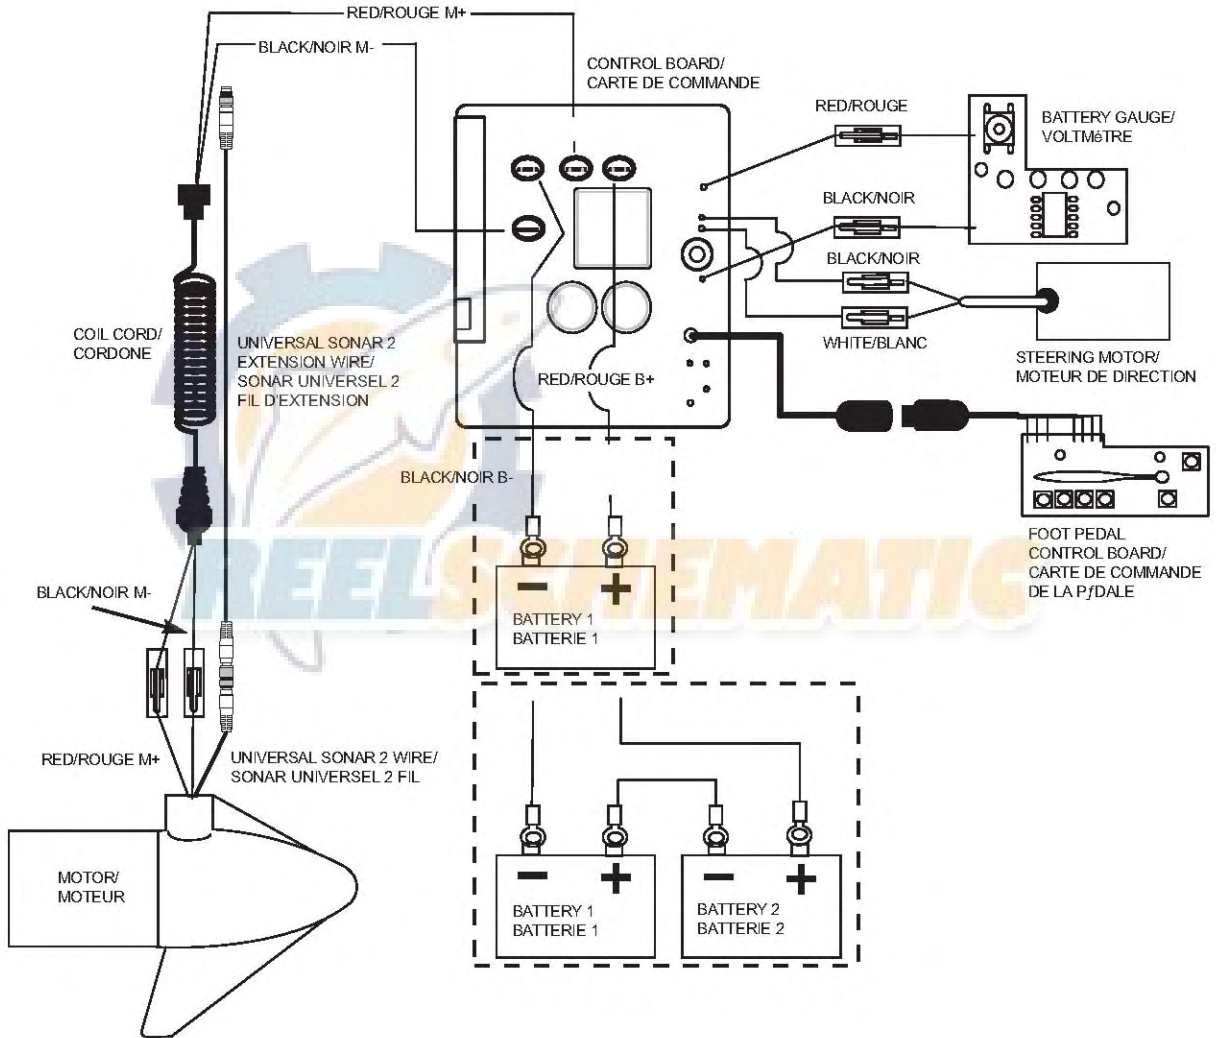 RED/ROUGE M+
BLACK/NOIR M-
CONTROL BOARD/
CARTE DE COMMANDE
RED/ROUGE
BATTERY GAUGE/
VOLTMéTRE
BLACK/NOIR
BLACK/NOIR
WHITE/BLANC
STEERING MOTOR/
MOTEUR DE DIRECTION
COIL CORD/
CORDONE
UNIVERSAL SONAR 2
EXTENSION WIRE/
SONAR UNIVERSEL 2
FIL D'EXTENSION
RED/ROUGE B+
BLACK/NOIR B-
FOOT PEDAL
CONTROL BOARD/
CARTE DE COMMANDE
DE LA PƒDALE
REELSCHEMATIC
BLACK/NOIR M-
- +
BATTERY 1
BATTERIE 1
RED/ROUGE M+
UNIVERSAL SONAR 2 WIRE/
SONAR UNIVERSEL 2 FIL
MOTOR/
MOTEUR
- +
BATTERY 1
BATTERIE 1
- +
BATTERY 2
BATTERIE 2